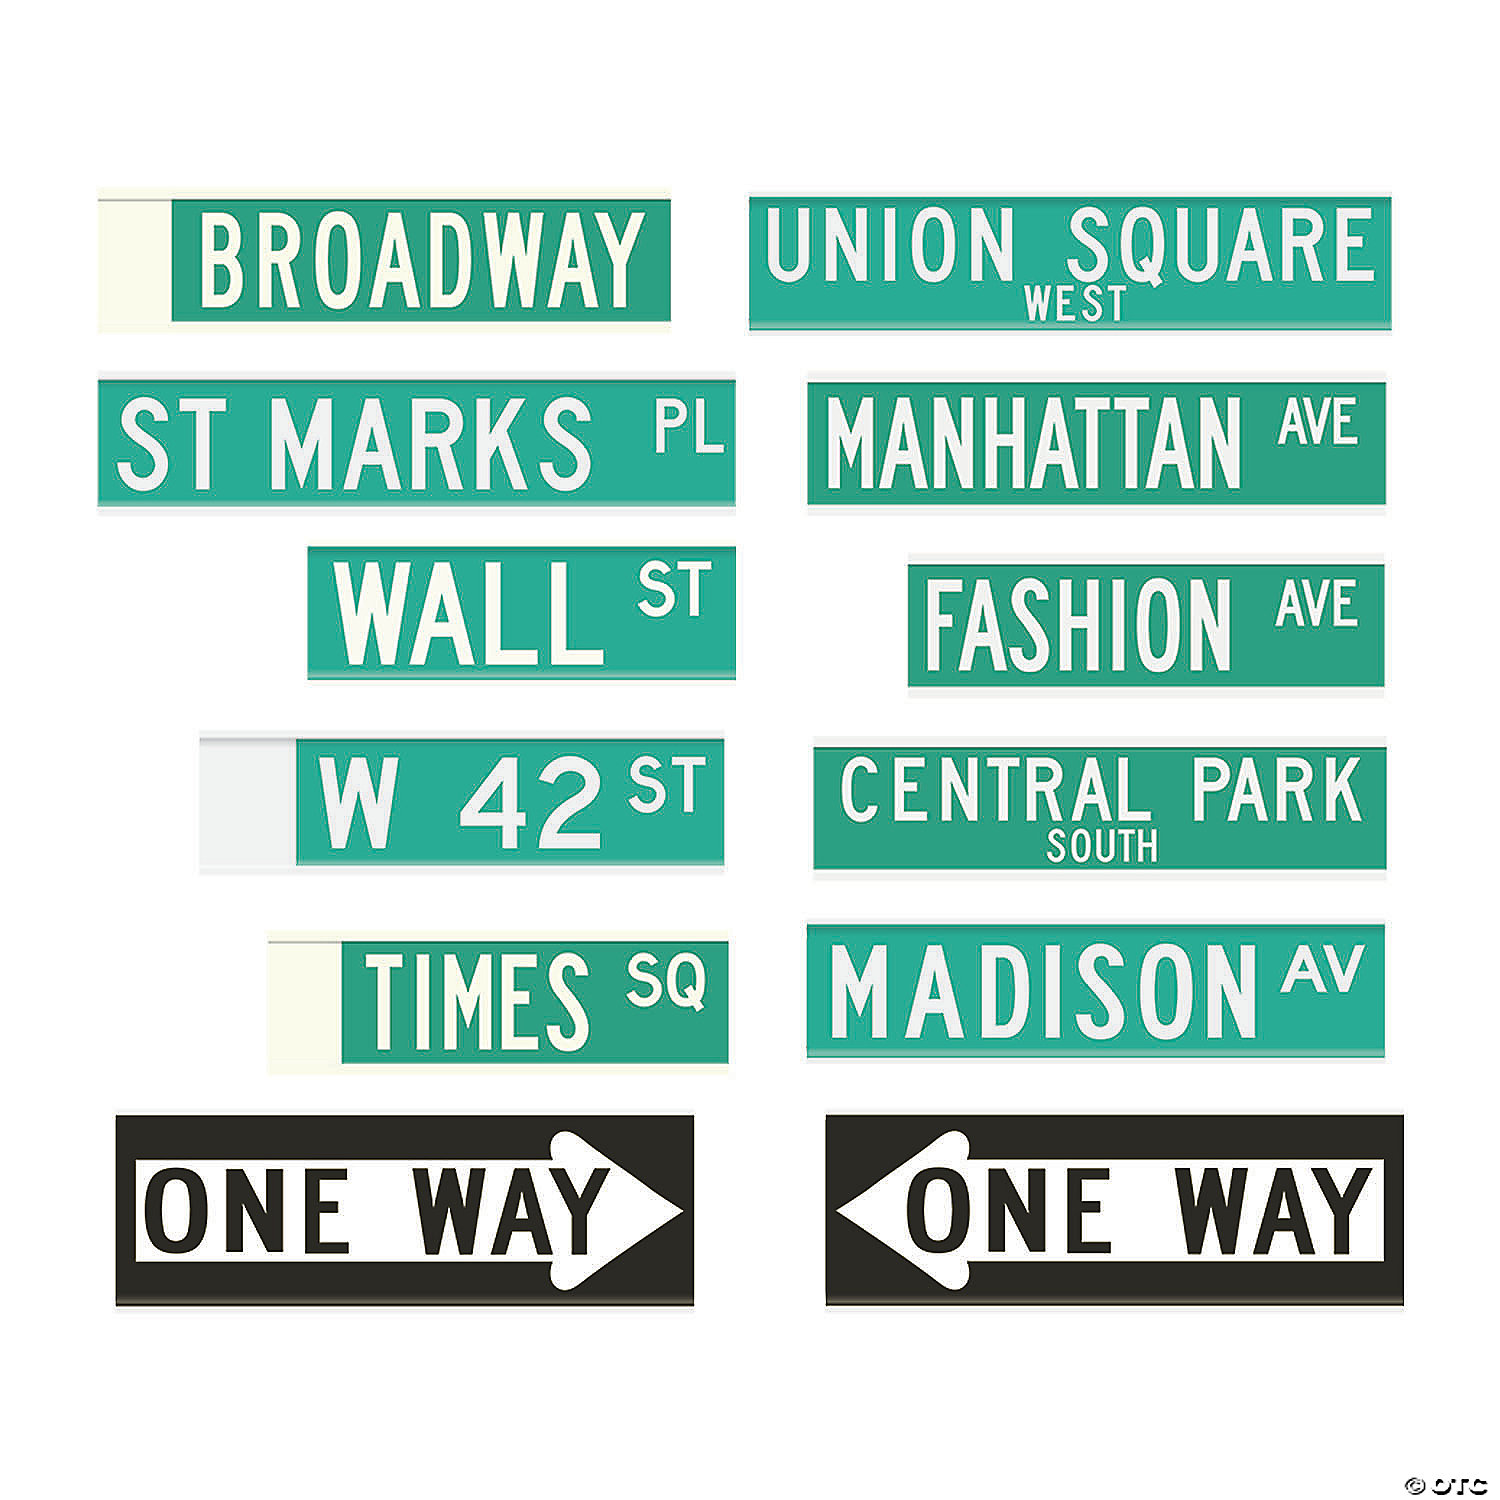 BROADWAY
UNION SQUARE
WEST
ST MARKS PL
MANHATTAN AVE
WALL ST
FASHION AVE
W 42 ST
CENTRAL PARK
SOUTH
TIMES SQ
MADISON AV
ONE WAY
ONE WAY
© OTC